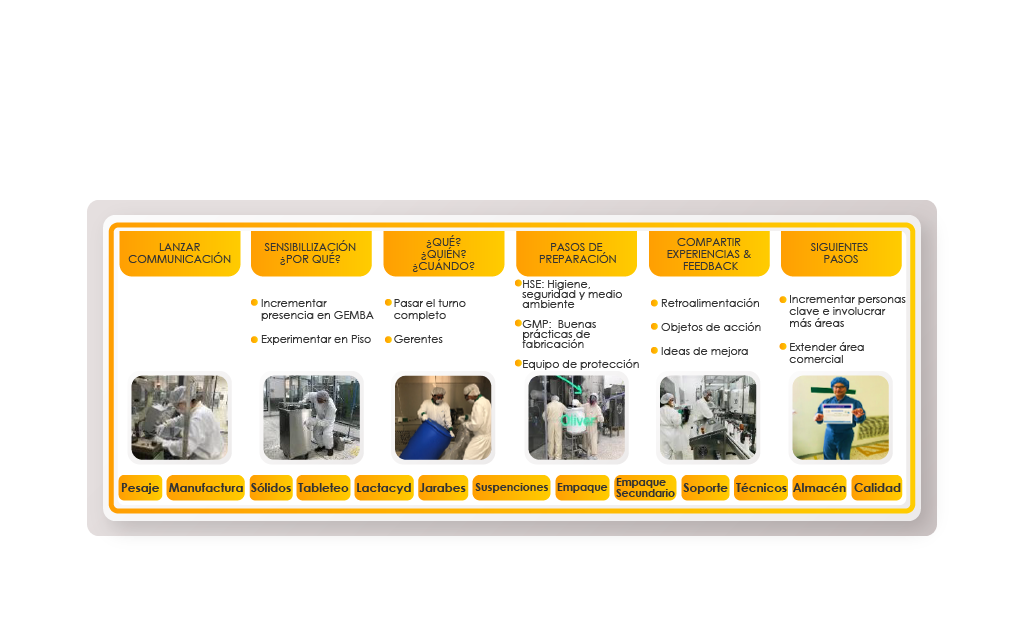 LANZAR
COMMUNICACIÓN
SENSIBILLIZACIÓN
¿POR QUÉ?
¿QUÉ?
¿QUIÉN?
¿CUÁNDO?
PASOS DE
PREPARACIÓN
COMPARTIR
EXPERIENCIAS &
FEEDBACK
SIGUIENTES
PASOS
Incrementar
presencia en GEMBA
Experimentar en Piso
Pasar el turno
completo
Gerentes
HSE: Higiene,
seguridad y medio
ambiente
GMP:  Buenas
prácticas de
fabricación
Equipo de protección
Retroalimentación
Objetos de acción
Ideas de mejora
Incrementar personas
clave e involucrar
más áreas
Extender área
comercial
Oliver
Pesaje
Manufactura
Sólidos
Tableteo
Lactacyd
Jarabes
Suspenciones
Empaque
Empaque
Secundario
Soporte
Técnicos
Almacén
Calidad